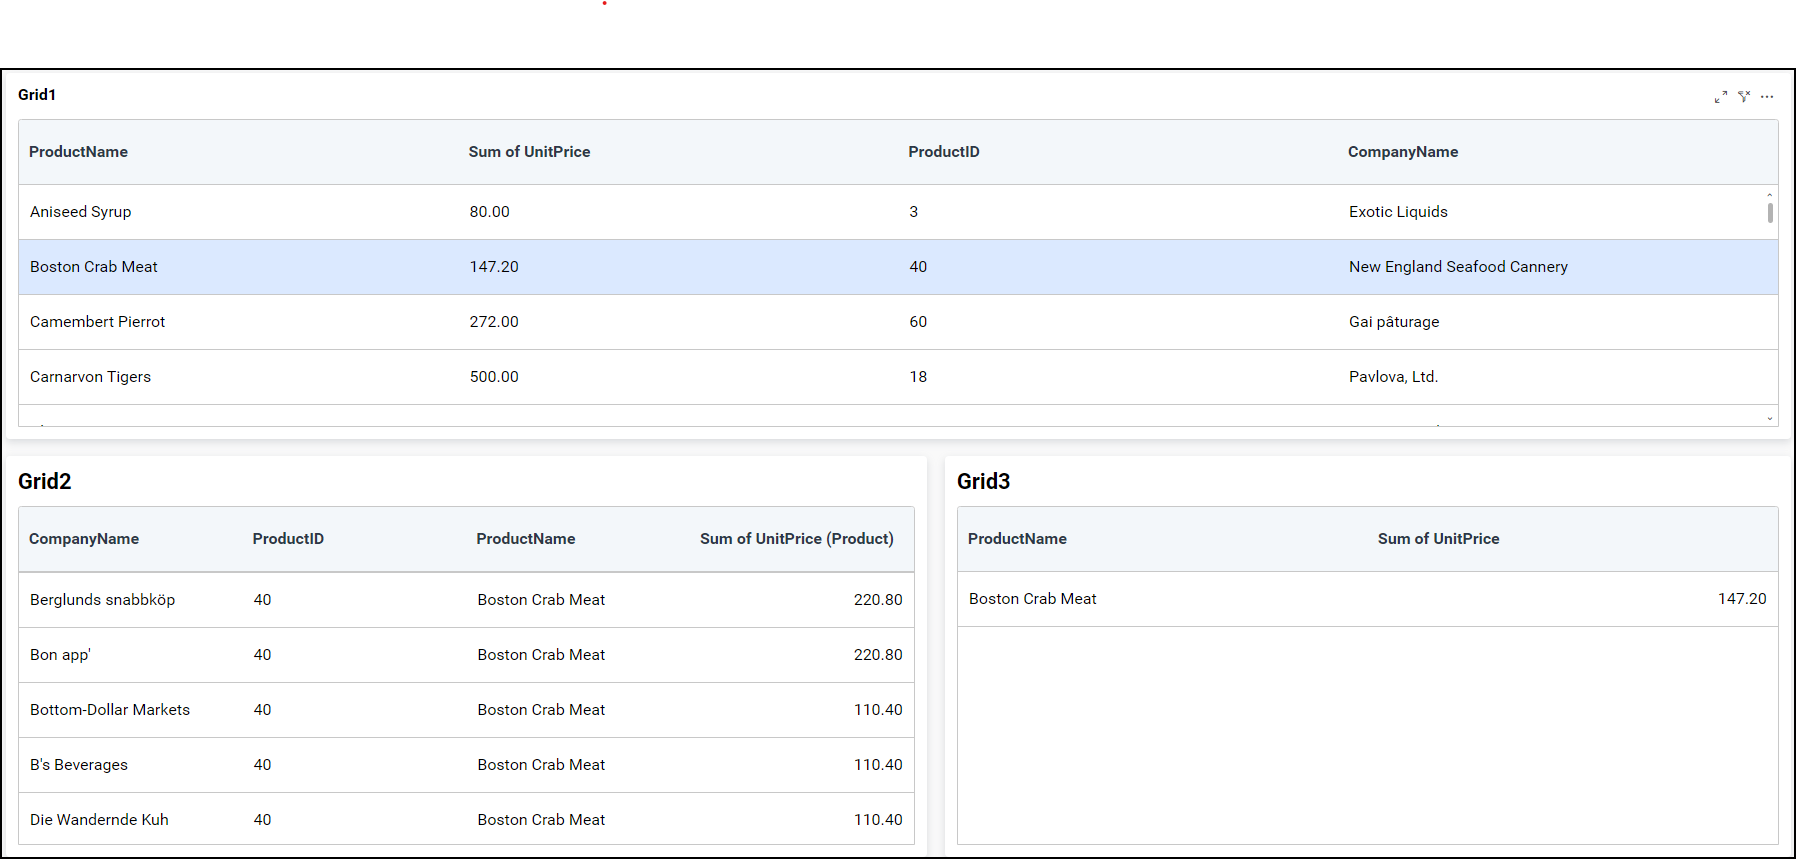 Grid1
ProductName Sum of UnitPrice ProductID CompanyName
Aniseed Syrup 80.00 3 Exotic Liquids
Boston Crab Meat 147.20 40 New England Seafood Cannery
Camembert Pierrot 272.00 60 Gai pâturage
Carnarvon Tigers 500.00 18 Pavlova, Ltd.
Grid2
CompanyName ProductID ProductName Sum of UnitPrice (Product)
Berglunds snabbköp 40 Boston Crab Meat 220.80
Bon app' 40 Boston Crab Meat 220.80
Bottom-Dollar Markets 40 Boston Crab Meat 110.40
B's Beverages 40 Boston Crab Meat 110.40
Die Wandernde Kuh 40 Boston Crab Meat 110.40
Grid3
ProductName Sum of UnitPrice
Boston Crab Meat 147.20